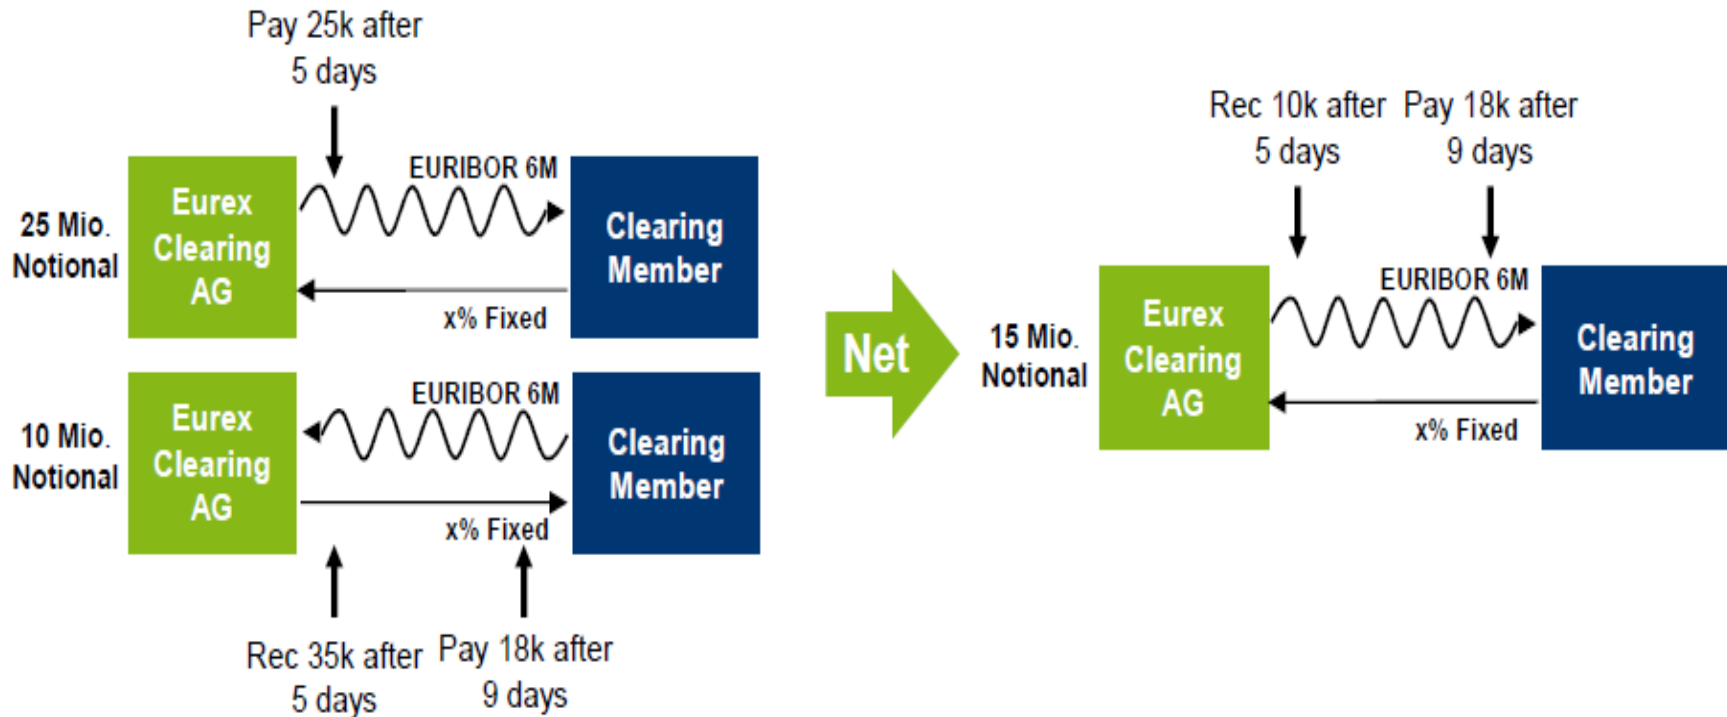 Pay 25k after
5 days
25 Mio.
Notional
Eurex
Clearing
AG
EURIBOR 6M
x% Fixed
Clearing
Member
10 Mio.
Notional
Eurex
Clearing
AG
EURIBOR 6M
x% Fixed
Clearing
Member
Rec 35k after
5 days
Pay 18k after
9 days
Net
Rec 10k after
5 days
Pay 18k after
9 days
15 Mio.
Notional
Eurex
Clearing
AG
EURIBOR 6M
x% Fixed
Clearing
Member